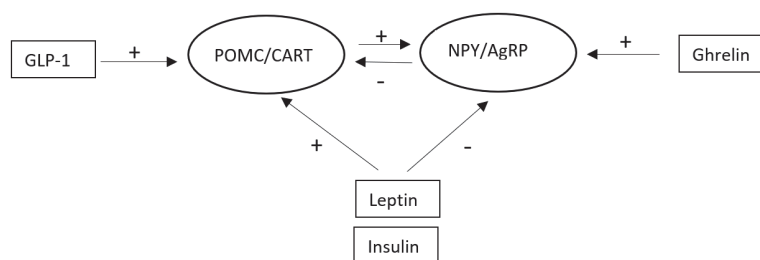 GLP-1
+
POMC/CART
+
-
NPY/AgRP
+
Ghrelin
+
-
Leptin
Insulin